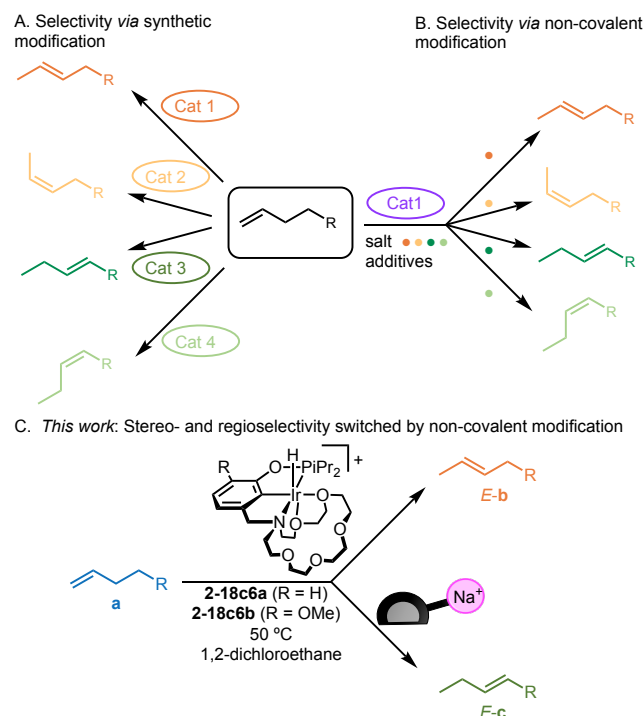 A. Selectivity via synthetic
modification
B. Selectivity via non-covalent
modification
R
Cat 1
R
R
Cat 2
R
Cat1
R
R
salt
additives
Cat 3
R
R
Cat 4
R
R
C. This work: Stereo- and regioselectivity switched by non-covalent modification
H
+
R
O
PiPr2
Ir
N
O
O
O
O
O
R
E-b
R
a
2-18c6a (R = H)
2-18c6b (R = OMe)
50 ºC
1,2-dichloroethane
Na+
R
E-c